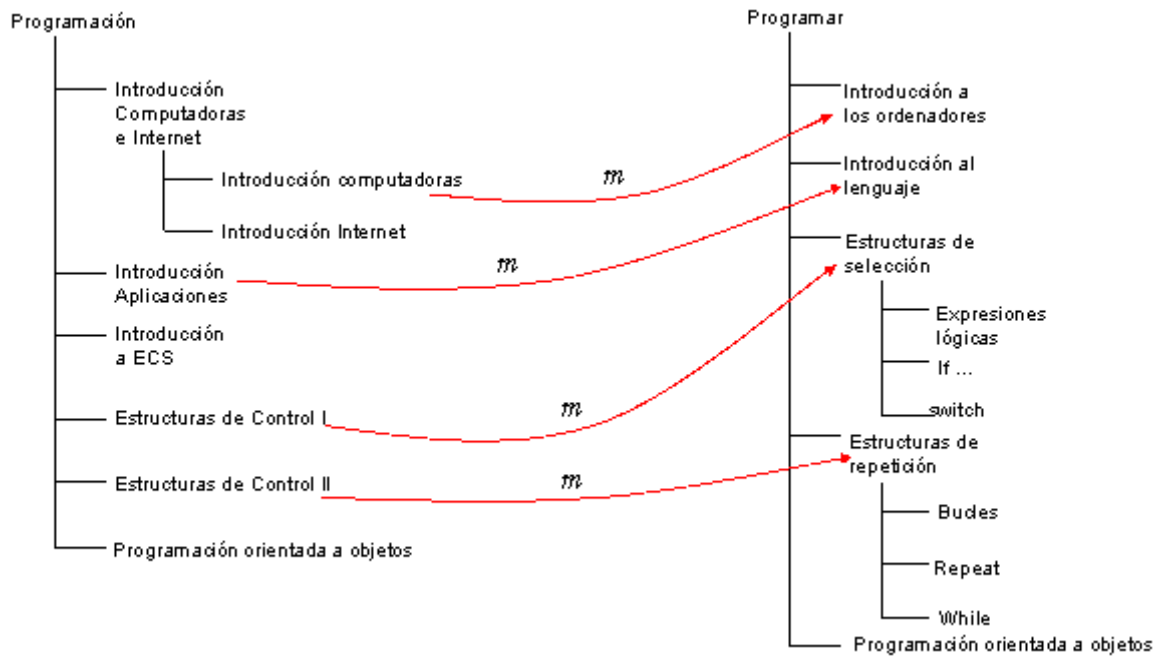 Programación
Introducción
Computadoras
e Internet
Introducción computadoras
Introducción Internet
Introducción
Aplicaciones
Introducción
a ECS
Estructuras de Control I
Estructuras de Control II
Programación orientada a objetos
m
m
m
m
Programar
Introducción a
los ordenadores
Introducción al
lenguaje
Estructuras de
selección
Expresiones
lógicas
If ...
switch
Estructuras de
repetición
Bucles
Repeat
While
Programación orientada a objetos